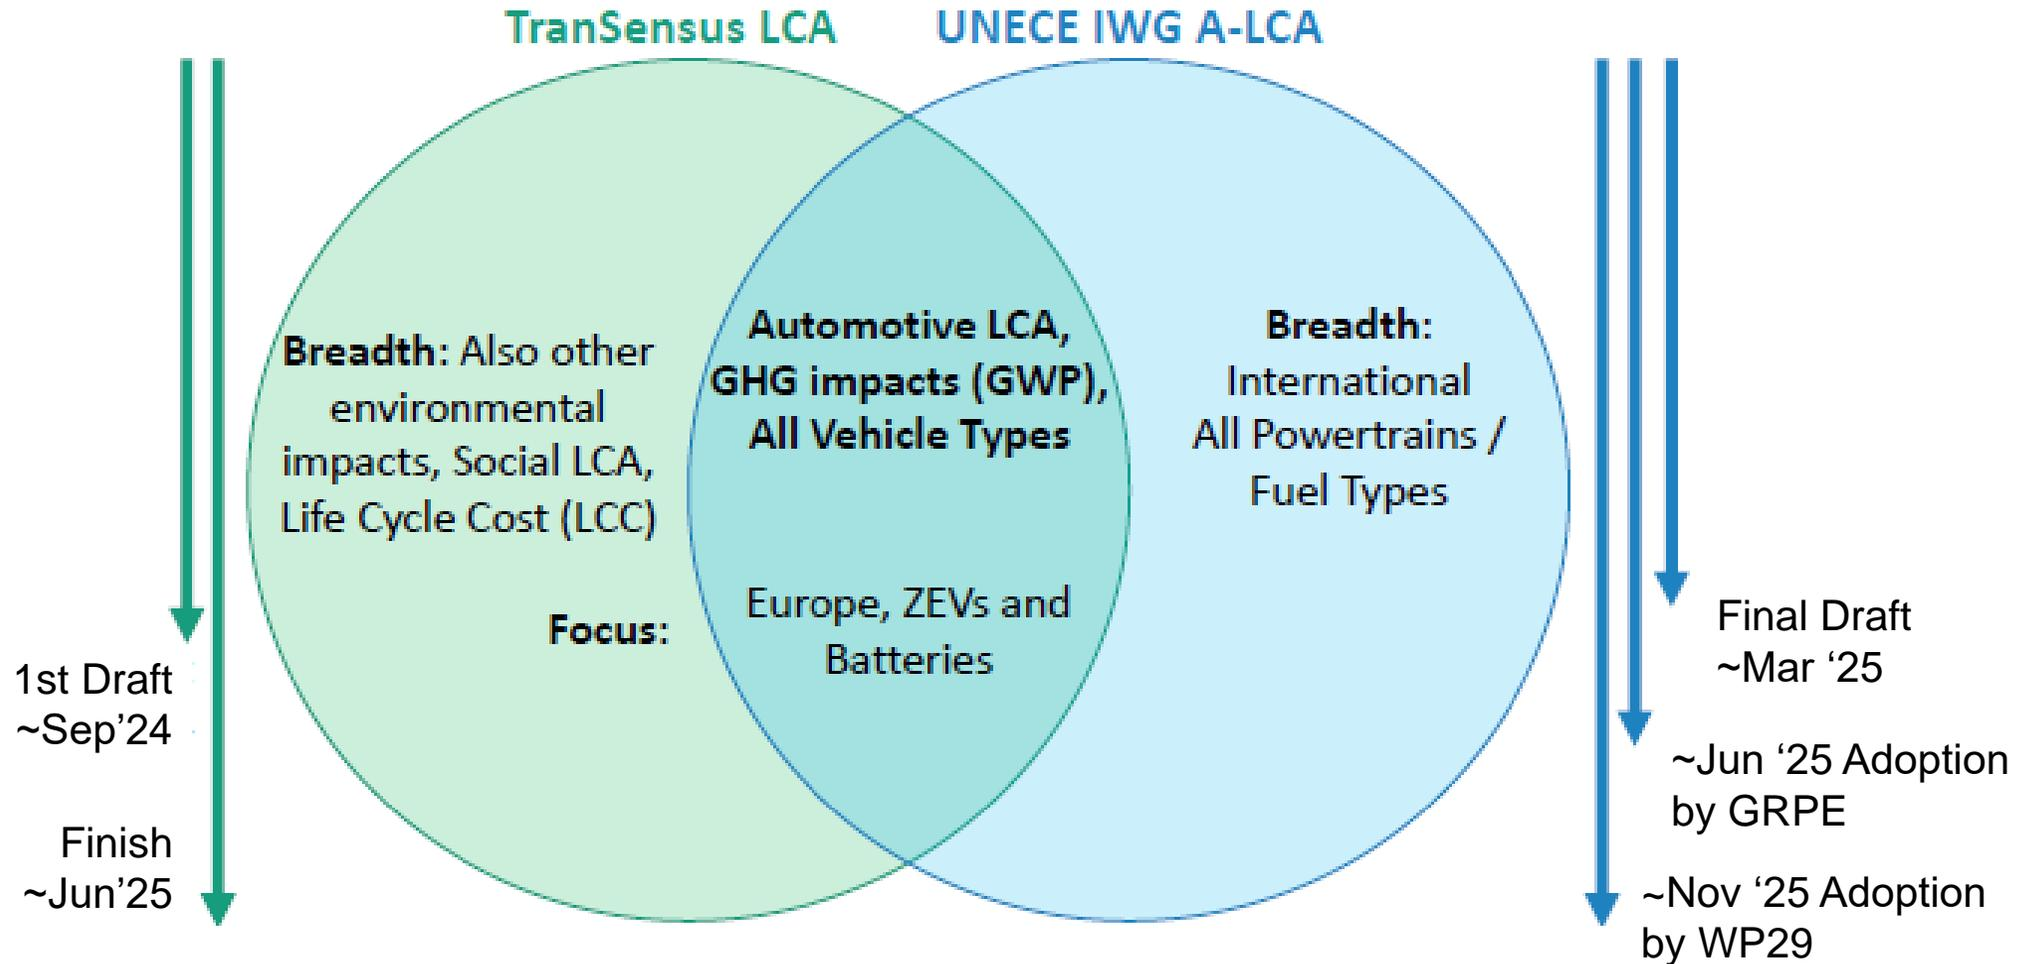 TranSensus LCA
UNECE IWG A-LCA
Breadth: Also other
environmental
impacts, Social LCA,
Life Cycle Cost (LCC)
Focus:
Automotive LCA,
GHG impacts (GWP),
All Vehicle Types
Europe, ZEVs and
Batteries
Breadth:
International
All Powertrains /
Fuel Types
1st Draft
~Sep’24
Finish
~Jun’25
Final Draft
~Mar ‘25
~Jun ‘25 Adoption
by GRPE
~Nov ‘25 Adoption
by WP29